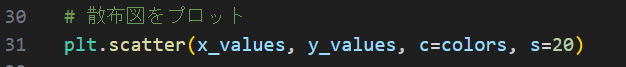 30 # 散布図をプロット
31 plt.scatter(x_values, y_values, c=colors, s=20)